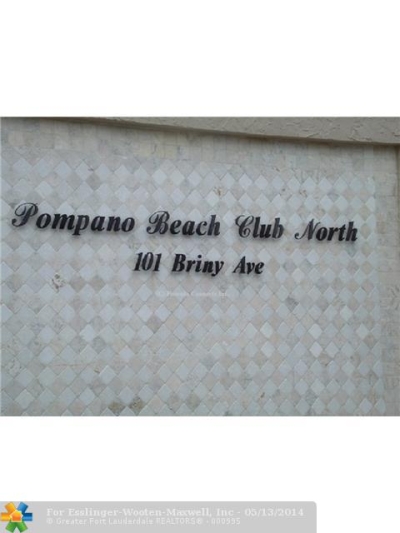 Pompano Beach Club North
101 Briny Ave
For Esslinger-Wooten-Maxwell, Inc - 05/13/2014
© Greater Fort Lauderdale REALTORS® - 609995